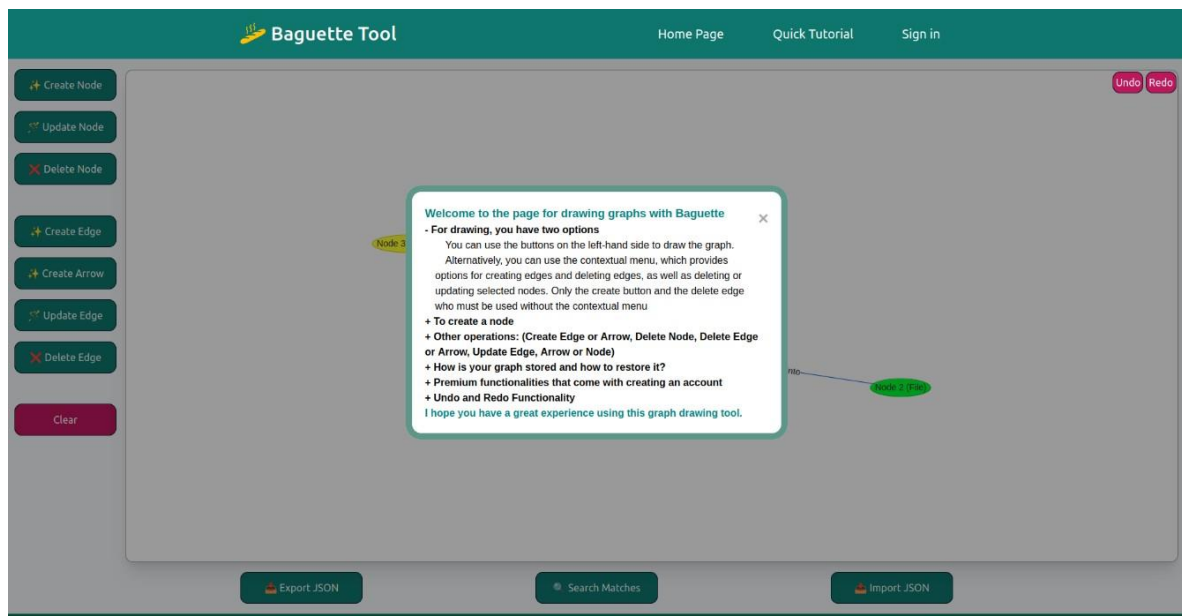 Baguette Tool
Home Page
Quick Tutorial
Sign in
✨ Create Node
Update Node
❌ Delete Node
✨ Create Edge
✨ Create Arrow
Update Edge
❌ Delete Edge
Clear
Undo
Redo
Node 3
Welcome to the page for drawing graphs with Baguette
×
- For drawing, you have two options
You can use the buttons on the left-hand side to draw the graph.
Alternatively, you can use the contextual menu, which provides
options for creating edges and deleting edges, as well as deleting or
updating selected nodes. Only the create button and the delete edge
who must be used without the contextual menu
+ To create a node
+ Other operations: (Create Edge or Arrow, Delete Node, Delete Edge
or Arrow, Update Edge, Arrow or Node)
+ How is your graph stored and how to restore it?
+ Premium functionalities that come with creating an account
+ Undo and Redo Functionality
I hope you have a great experience using this graph drawing tool.
Node 2 (File)
Export JSON
Search Matches
Import JSON